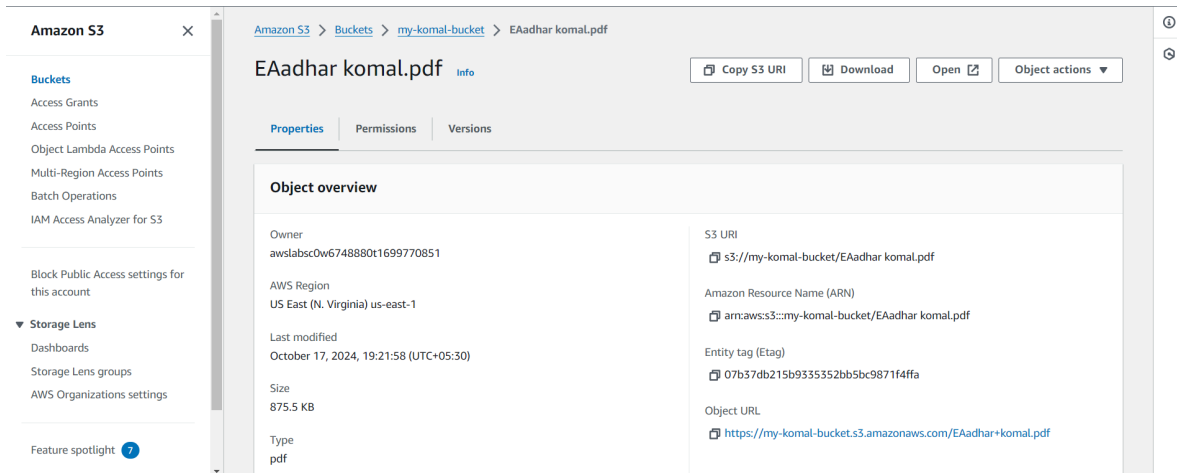 Amazon S3
Buckets
Access Grants
Access Points
Object Lambda Access Points
Multi-Region Access Points
Batch Operations
IAM Access Analyzer for S3
Block Public Access settings for
this account
Storage Lens
Dashboards
Storage Lens groups
AWS Organizations settings
Feature spotlight 7
Amazon S3 > Buckets > my-komal-bucket > EAadhar komal.pdf
EAadhar komal.pdf Info
Copy S3 URI Download Open Object actions
Properties Permissions Versions
Object overview
Owner
awslabsc0w6748880t1699770851
AWS Region
US East (N. Virginia) us-east-1
Last modified
October 17, 2024, 19:21:58 (UTC+05:30)
Size
875.5 KB
Type
pdf
S3 URI
s3://my-komal-bucket/EAadhar komal.pdf
Amazon Resource Name (ARN)
arn:aws:s3:::my-komal-bucket/EAadhar komal.pdf
Entity tag (Etag)
07b37db215b9335352bb5bc9871f4ffa
Object URL
https://my-komal-bucket.s3.amazonaws.com/EAadhar+komal.pdf